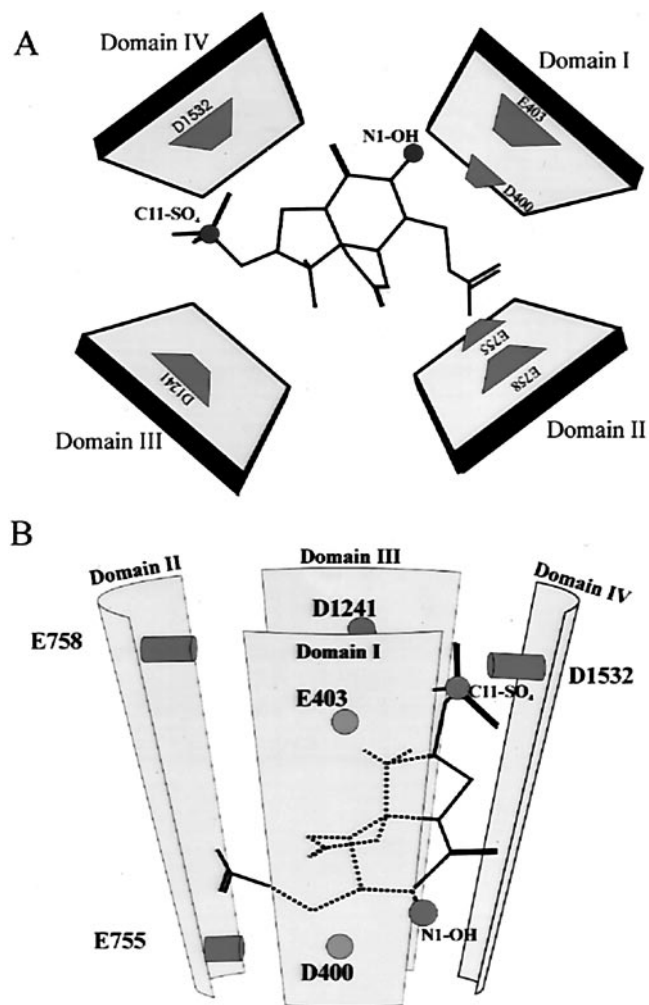 A
Domain IV
Domain I
D1532
E403
N1-OH
D400
C11-SO₄
E755
E758
D1241
Domain III
Domain II
B
Domain II
Domain III
Domain IV
E758
D1241
Domain I
D1532
C11-SO₄
E403
N1-OH
E755
D400